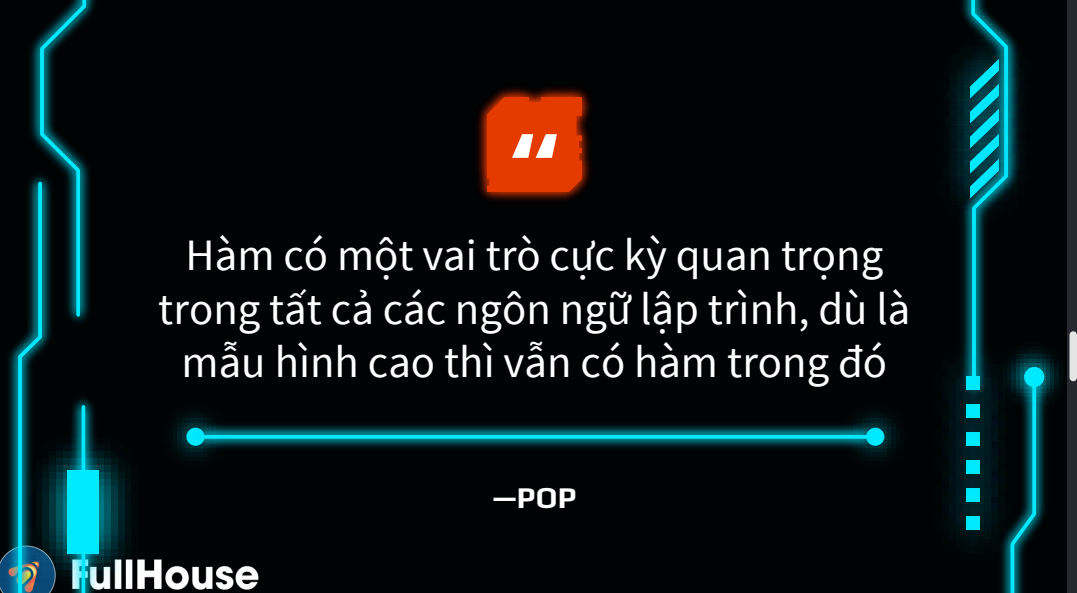 “
Hàm có một vai trò cực kỳ quan trọng
trong tất cả các ngôn ngữ lập trình, dù là
mẫu hình cao thì vẫn có hàm trong đó
—POP
FullHouse